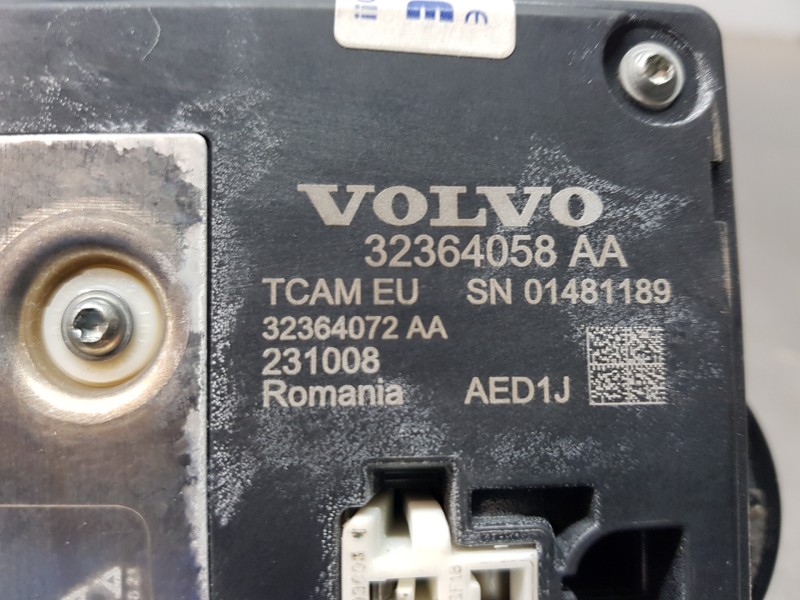 VOLVO
32364058 AA
TCAM EU SN 01481189
32364072 AA
231008
Romania AED1J